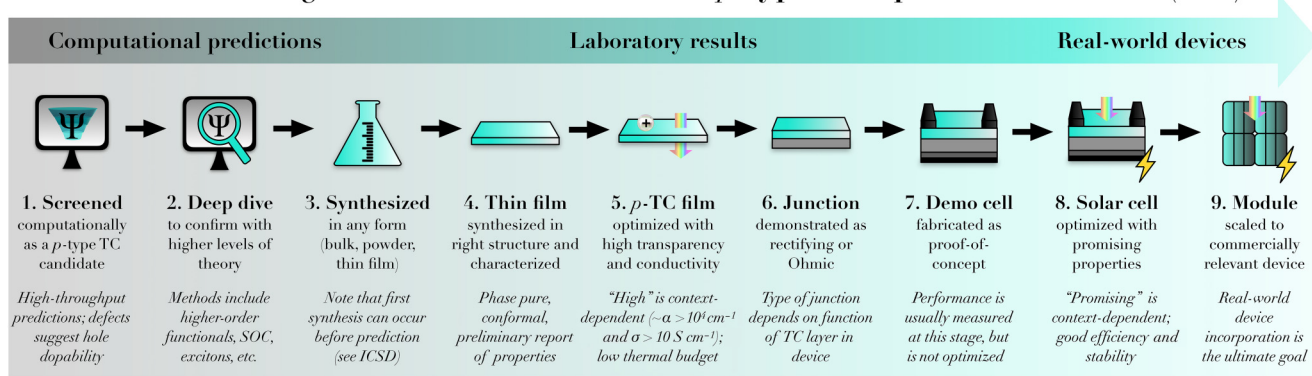 Computational predictions
Laboratory results
Real-world devices
Ψ
Ψ
+
1. Screened
computationally
as a p-type TC
candidate
High-throughput
predictions; defects
suggest hole
dopability
2. Deep dive
to confirm with
higher levels of
theory
Methods include
higher-order
functionals, SOC,
excitons, etc.
3. Synthesized
in any form
(bulk, powder,
thin film)
Note that first
synthesis can occur
before prediction
(see ICSD)
4. Thin film
synthesized in
right structure and
characterized
Phase pure,
conformal,
preliminary report
of properties
5. p-TC film
optimized with
high transparency
and conductivity
"High" is context-
dependent (~α > 10⁴ cm⁻¹
and σ > 10 S cm⁻¹);
low thermal budget
6. Junction
demonstrated as
rectifying or
Ohmic
Type of junction
depends on function
of TC layer in
device
7. Demo cell
fabricated as
proof-of-
concept
Performance is
usually measured
at this stage, but
is not optimized
8. Solar cell
optimized with
promising
properties
"Promising" is
context-dependent;
good efficiency and
stability
9. Module
scaled to
commercially
relevant device
Real-world
device
incorporation is
the ultimate goal